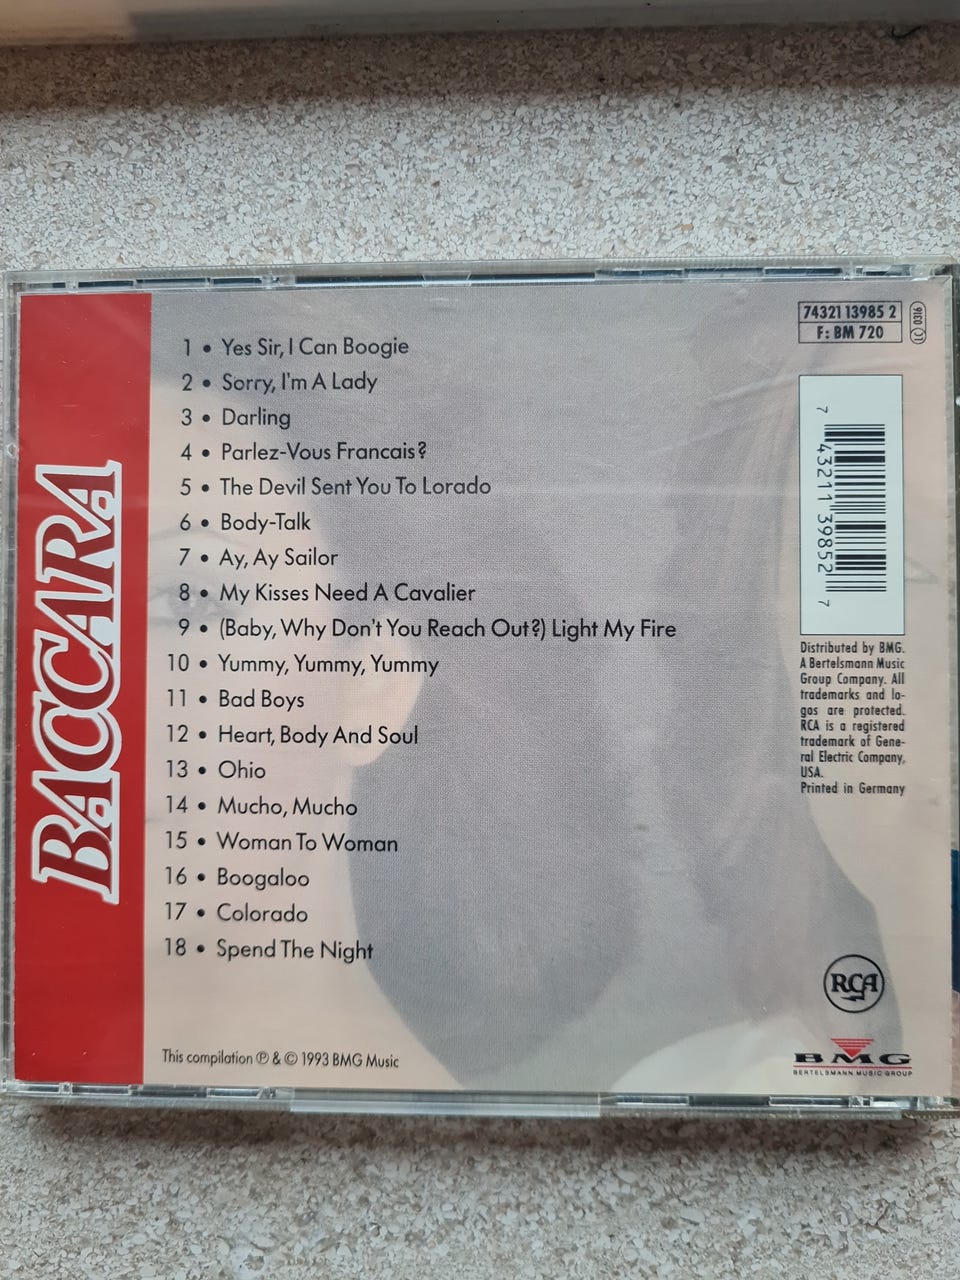 BACCARA
1 • Yes Sir, I Can Boogie
2 • Sorry, I'm A Lady
3 • Darling
4 • Parlez-Vous Francais?
5 • The Devil Sent You To Lorado
6 • Body-Talk
7 • Ay, Ay Sailor
8 • My Kisses Need A Cavalier
9 • (Baby, Why Don't You Reach Out?) Light My Fire
10 • Yummy, Yummy, Yummy
11 • Bad Boys
12 • Heart, Body And Soul
13 • Ohio
14 • Mucho, Mucho
15 • Woman To Woman
16 • Boogaloo
17 • Colorado
18 • Spend The Night
This compilation ℗ & © 1993 BMG Music
74321 13985 2
F: BM 720
LC 0316
7 43211 39852 7
Distributed by BMG.
A Bertelsmann Music
Group Company. All
trademarks and lo-
gos are protected.
RCA is a registered
trademark of Gene-
ral Electric Company,
USA.
Printed in Germany
RCA
BMG
BERTELSMANN MUSIC GROUP